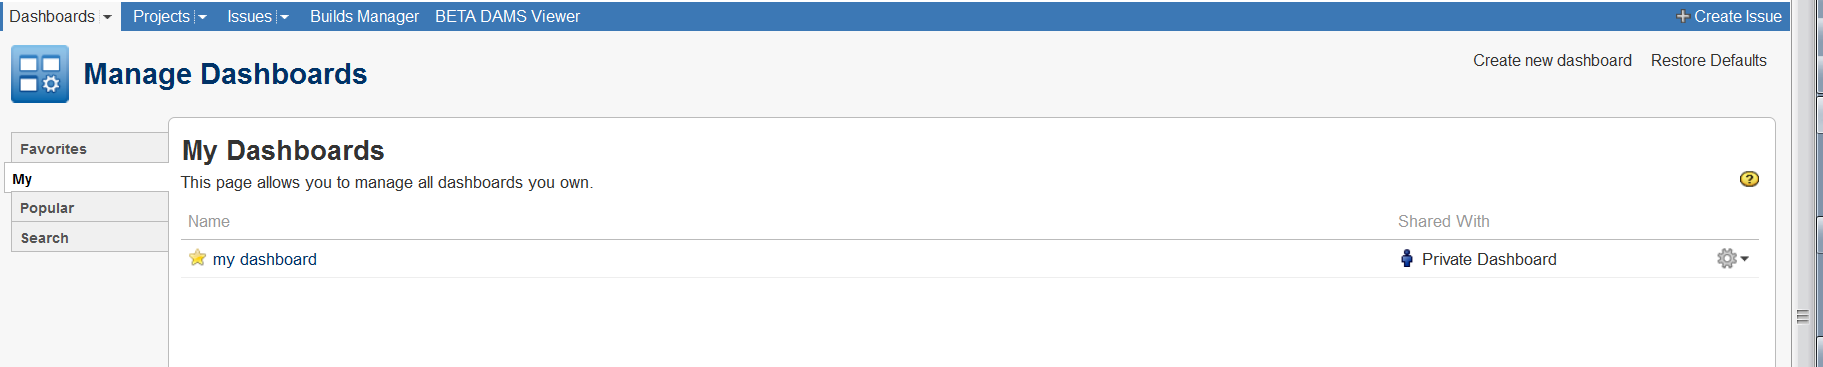 Dashboards Projects Issues Builds Manager BETA DAMS Viewer Create Issue
Manage Dashboards
Create new dashboard Restore Defaults
Favorites
My
Popular
Search
My Dashboards
This page allows you to manage all dashboards you own.
?
Name Shared With
my dashboard Private Dashboard